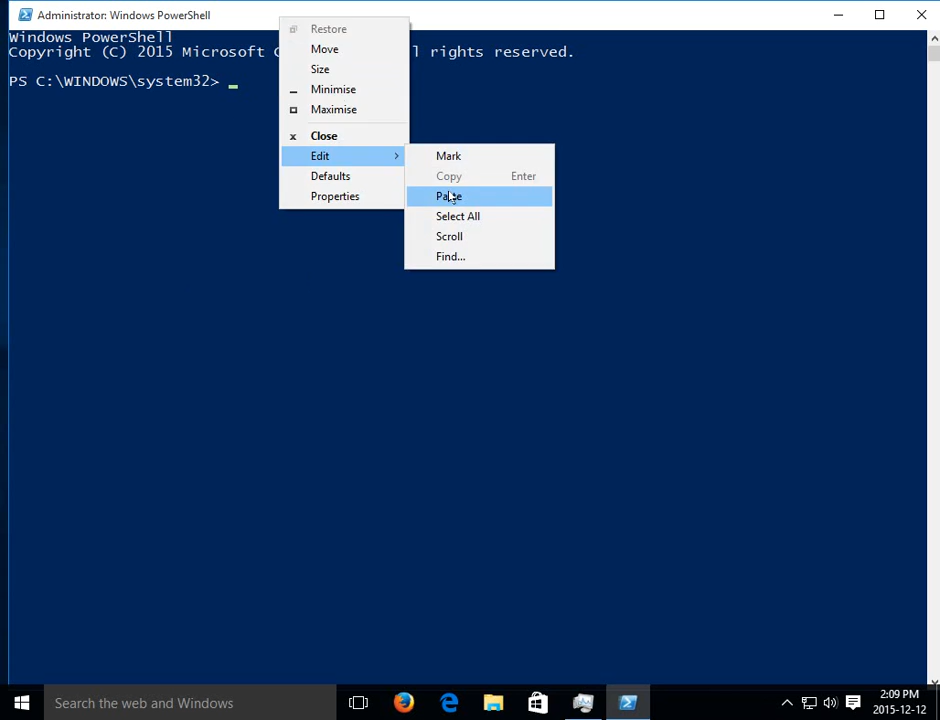 Administrator: Windows PowerShell
Windows PowerShell
Copyright (C) 2015 Microsoft C
ll rights reserved.
PS C:\WINDOWS\system32>
Restore
Move
Size
Minimise
Maximise
x Close
Edit
Defaults
Properties
Mark
Copy Enter
Paste
Select All
Scroll
Find...
Search the web and Windows
2:09 PM
2015-12-12